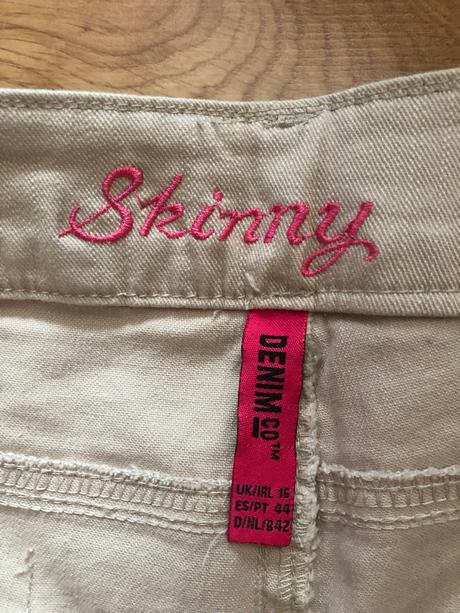 Skinny
DENIM CO™
UK/IRL 16
ES/PT 44
D/NL/B42